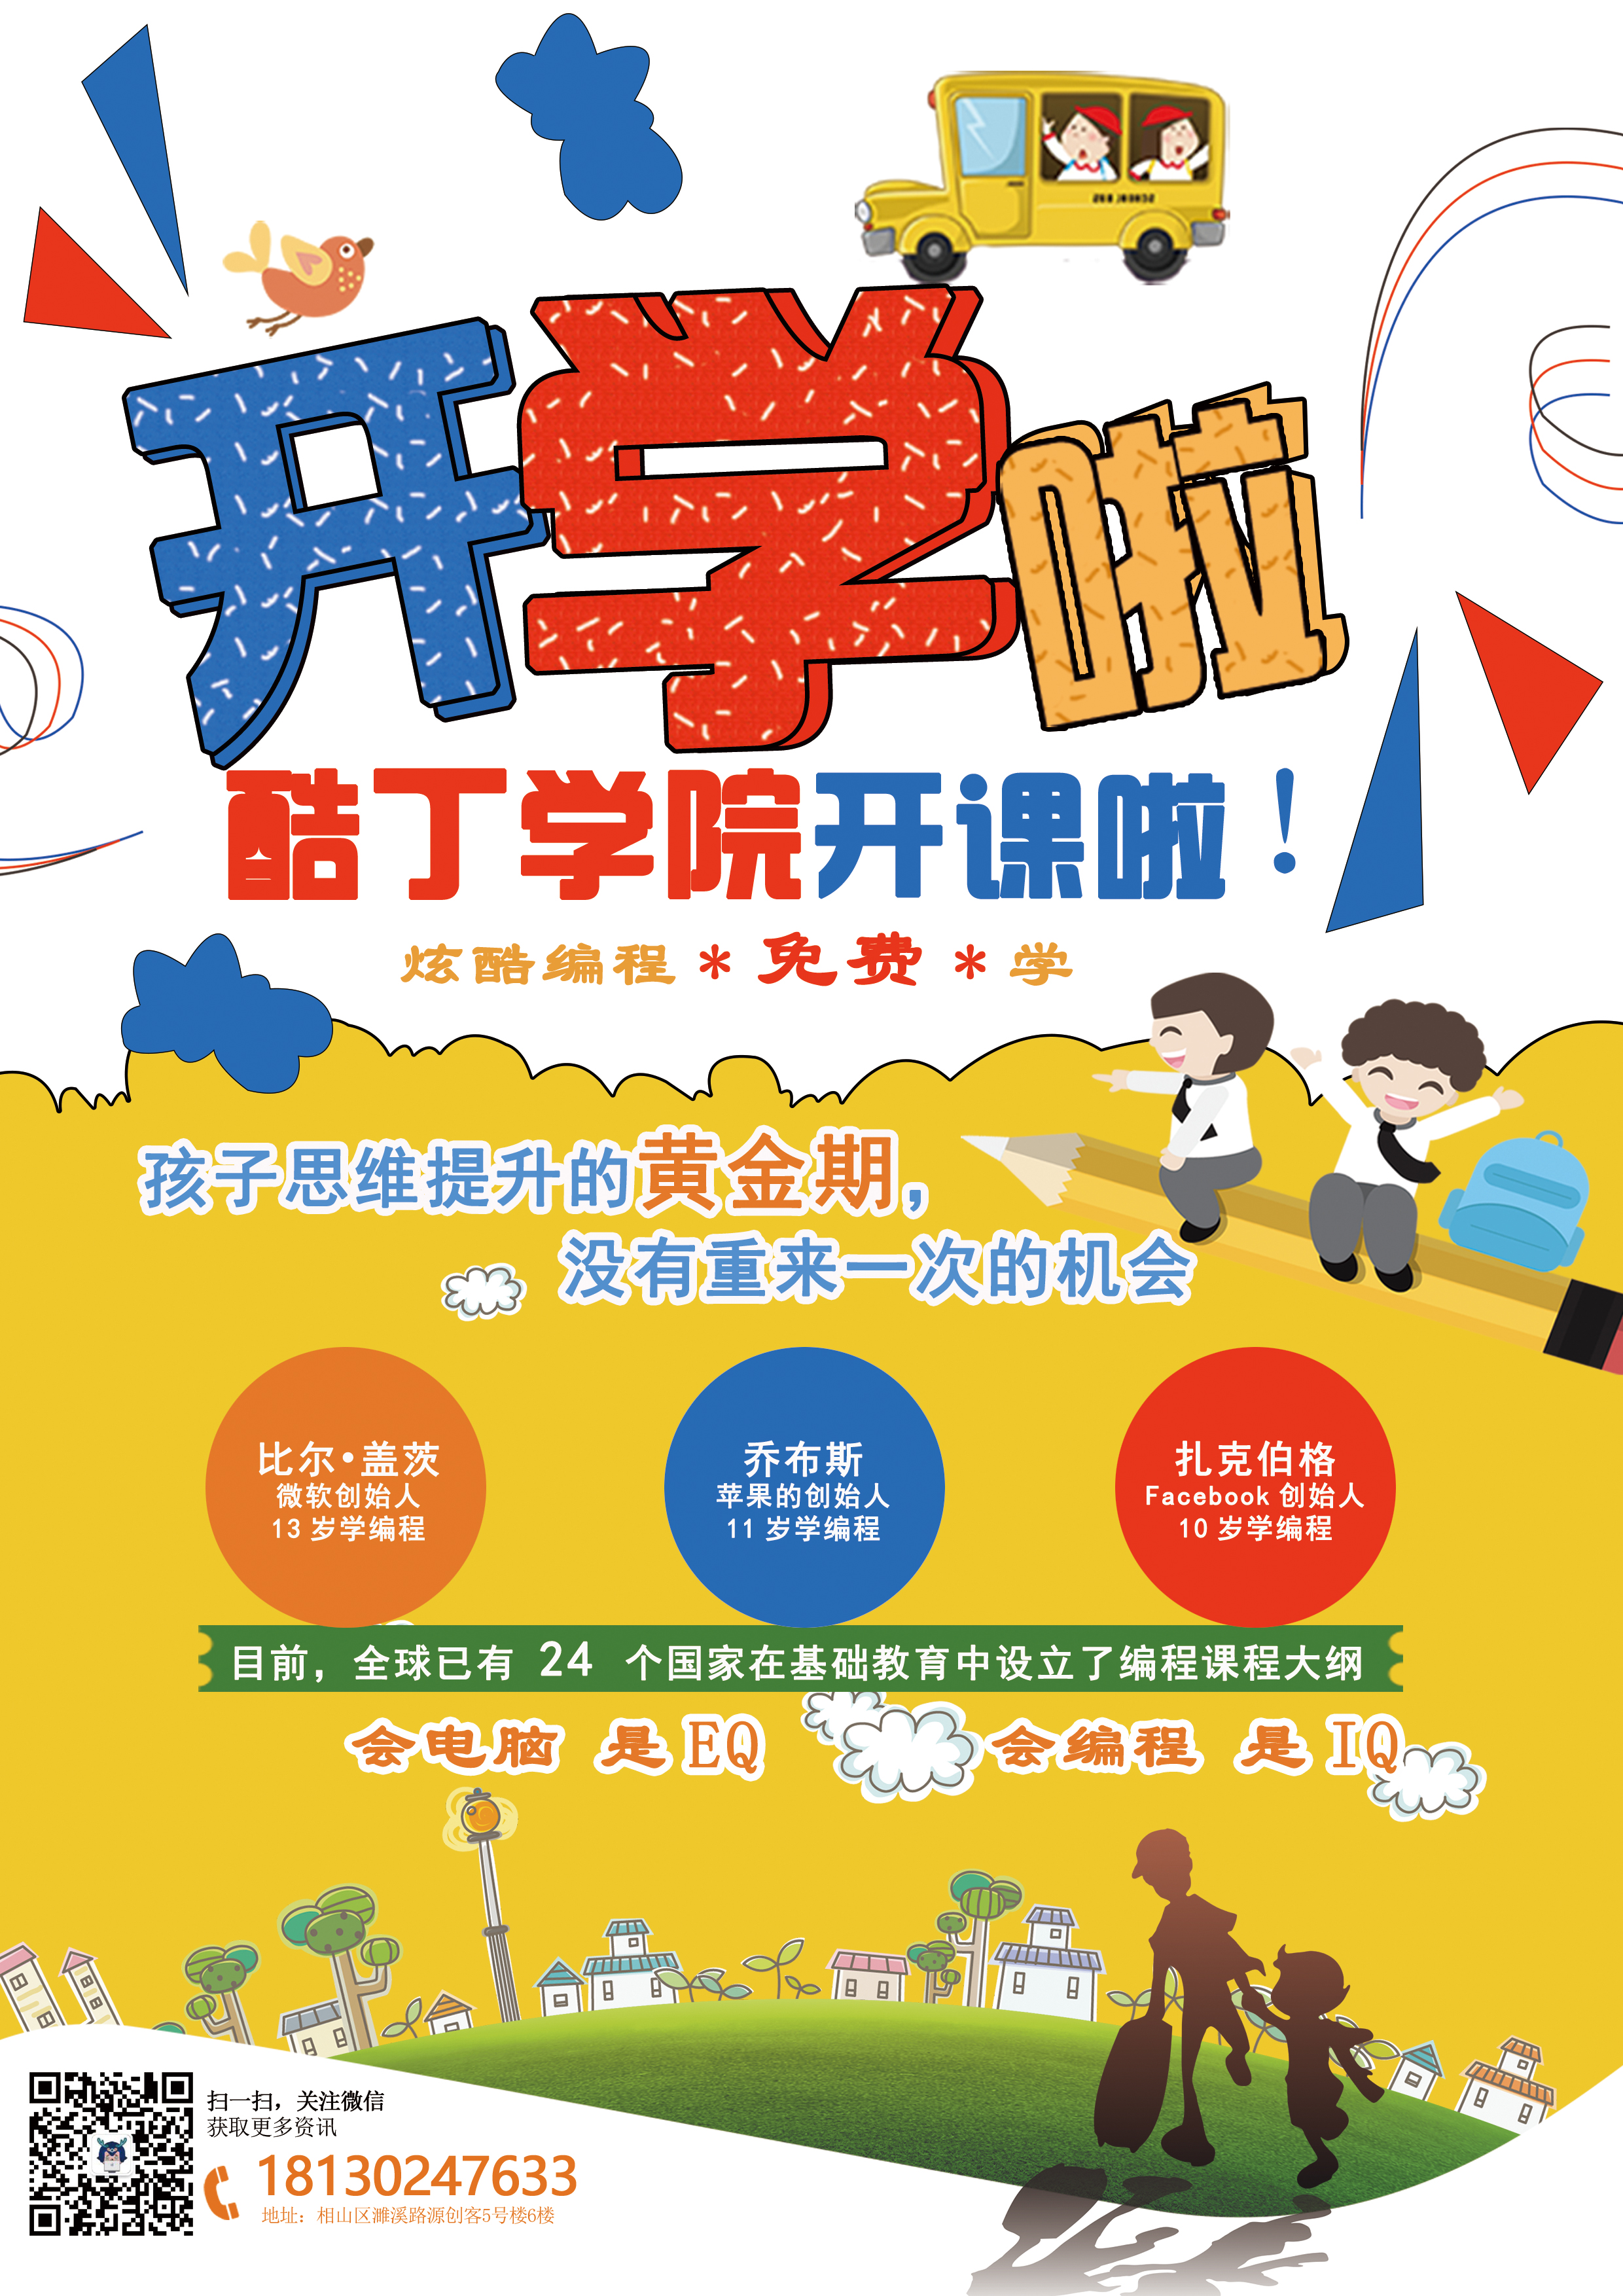 开学啦
酷丁学院开课啦！
炫酷编程*免费*学
孩子思维提升的黄金期，
没有重来一次的机会
比尔·盖茨
微软创始人
13 岁学编程
乔布斯
苹果的创始人
11 岁学编程
扎克伯格
Facebook 创始人
10 岁学编程
目前，全球已有 24 个国家在基础教育中设立了编程课程大纲
会电脑 是EQ
会编程 是IQ
扫一扫，关注微信
获取更多资讯
18130247633
地址：相山区濉溪路源创客5号楼6楼